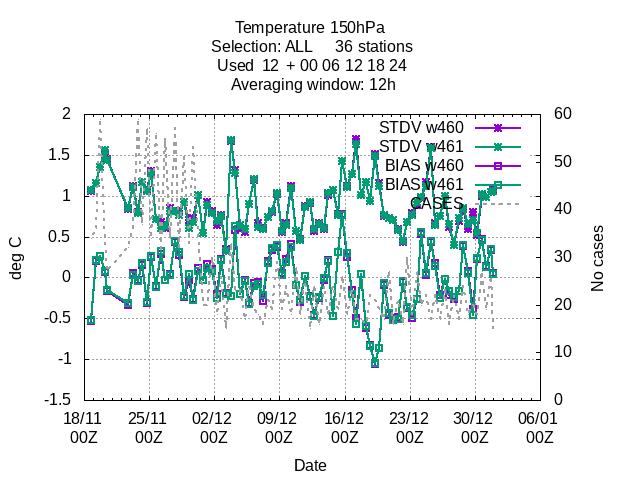 Temperature 150hPa
Selection: ALL 36 stations
Used 12 + 00 06 12 18 24
Averaging window: 12h
2
1.5
1
0.5
0
-0.5
-1
-1.5
deg C
60
50
40
30
20
10
0
No cases
STDV w460
STDV w461
BIAS w460
BIAS w461
CASES
18/11 25/11 02/12 09/12 16/12 23/12 30/12 06/01
00Z 00Z 00Z 00Z 00Z 00Z 00Z 00Z
Date